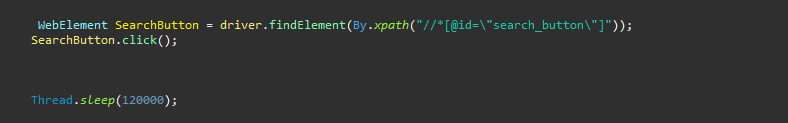 WebElement SearchButton = driver.findElement(By.xpath("//*[@id=\"search_button\"]"));
SearchButton.click();
Thread.sleep(120000);